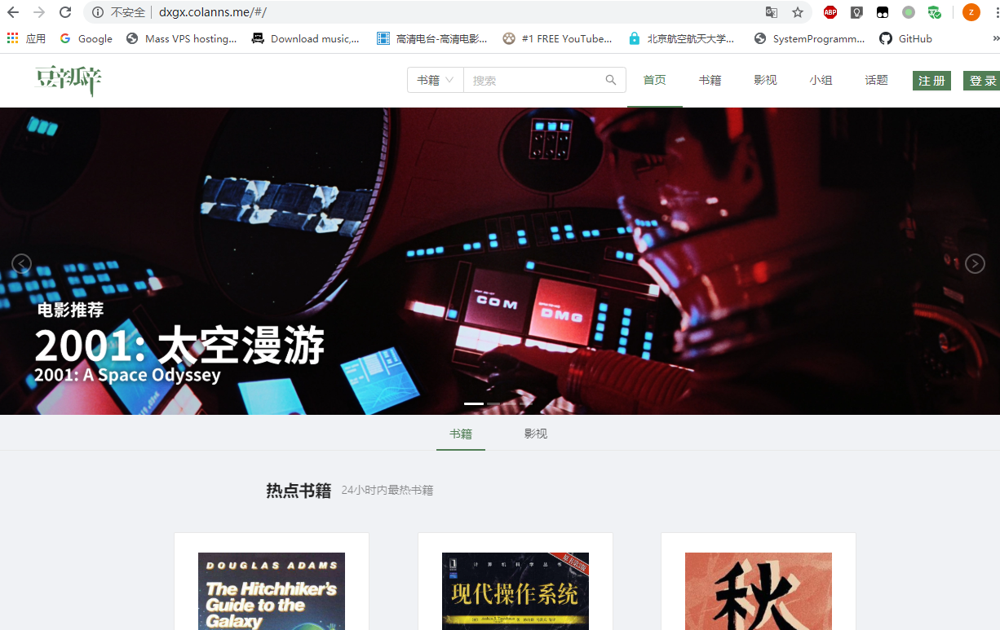 不安全 dxgx.colanns.me/#/
ABP
z
应用 Google Mass VPS hosting... Download music,... 高清电台-高清电影... #1 FREE YouTube... 北京航空航天大学... SystemProgramm... GitHub »
书籍 搜索 首页 书籍 影视 小组 话题 注册 登录
COM
DMG
电影推荐
2001: 太空漫游
2001: A Space Odyssey
书籍 影视
热点书籍 24小时内最热书籍
DOUGLAS ADAMS
The Hitchhiker's
Guide to the
Galaxy
计算机科学丛书
现代操作系统
秋